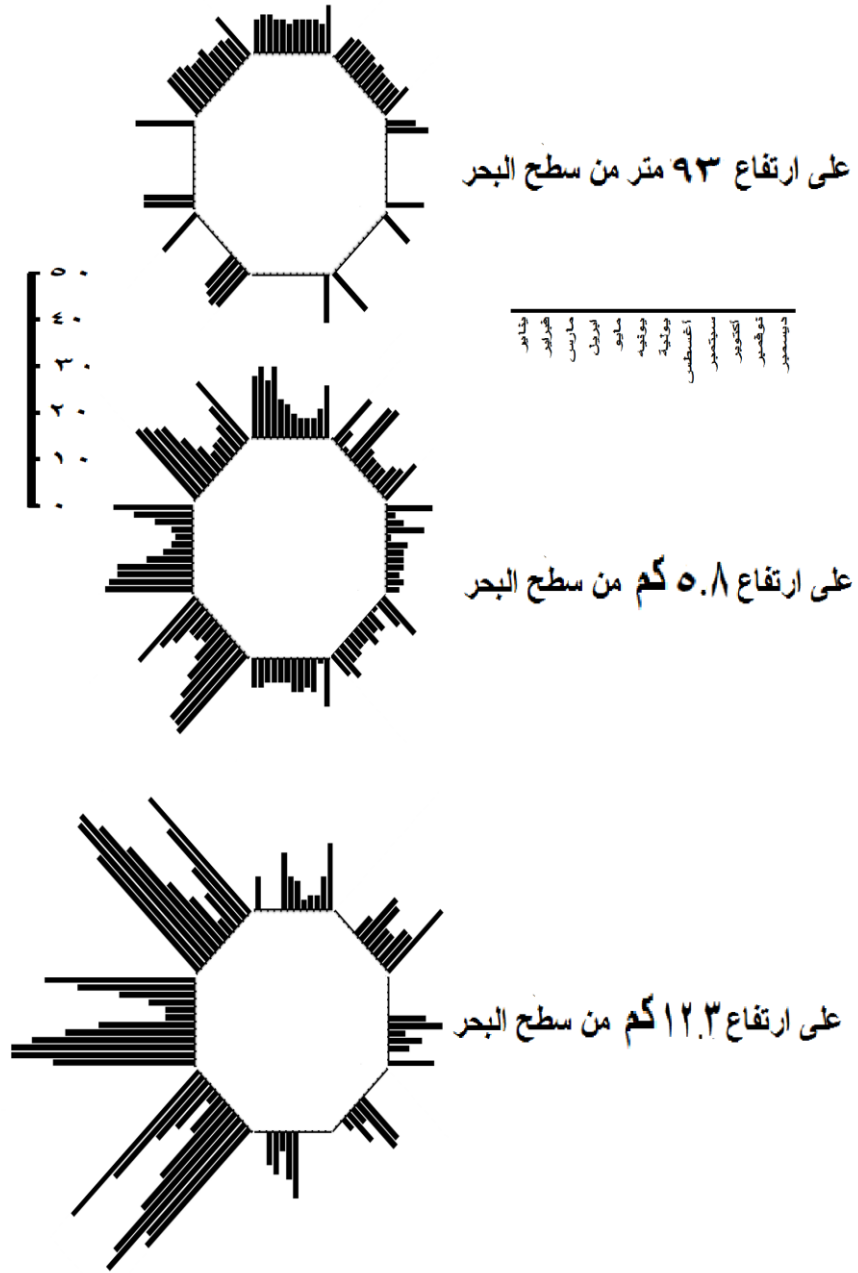 على ارتفاع ٩٣ متر من سطح البحر
٥٠
٤٠
٣٠
٢٠
١٠
٠
يناير
فبراير
مارس
ابريل
مايو
يونيه
يولية
أغسطس
سبتمبر
أكتوبر
نوفمبر
ديسمبر
على ارتفاع ٥.٨ كم من سطح البحر
على ارتفاع ١٢.٣ كم من سطح البحر